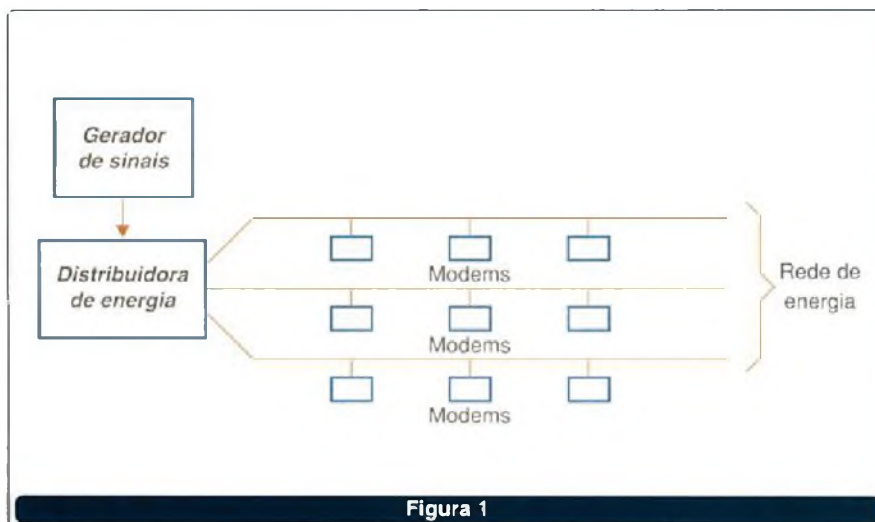 Gerador
de sinais
Distribuidora
de energia
Modems
Modems
Modems
Rede de
energia
Figura 1